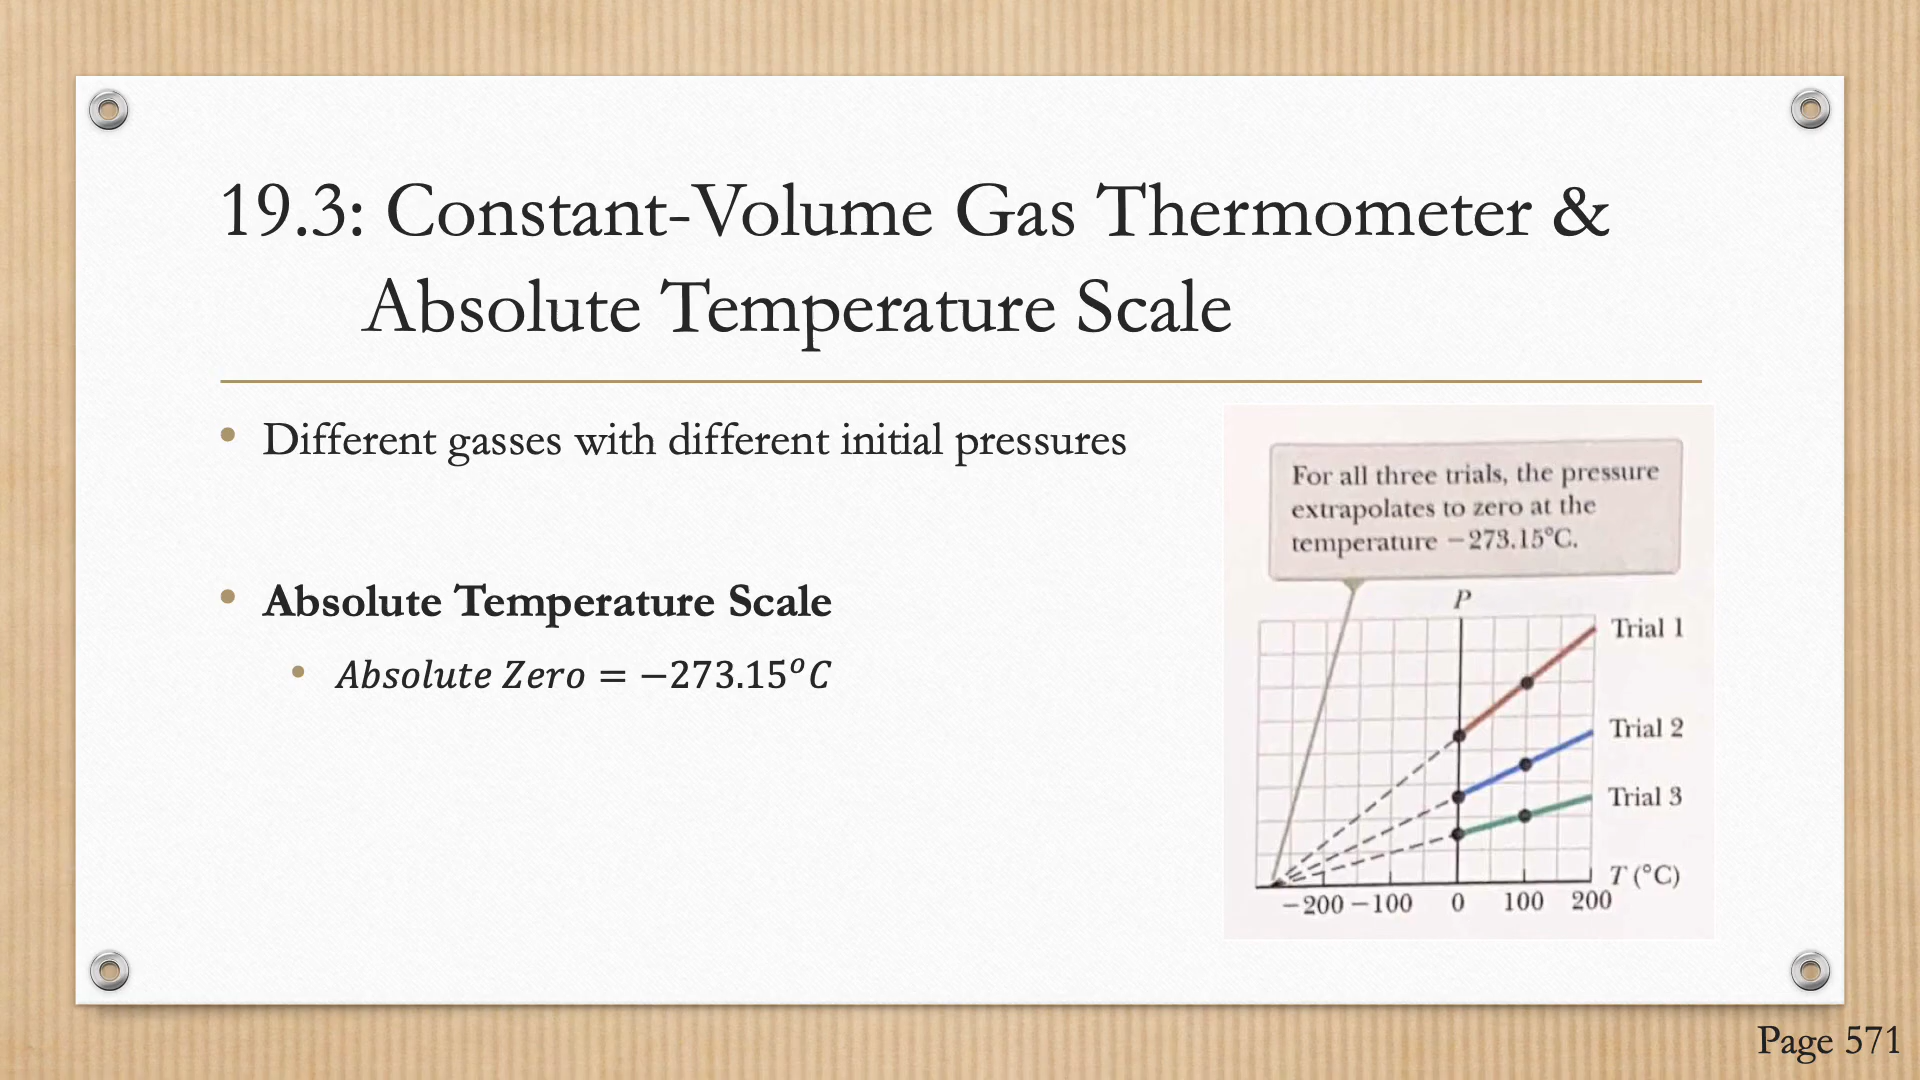 19.3: Constant-Volume Gas Thermometer &
Absolute Temperature Scale
• Different gasses with different initial pressures
• Absolute Temperature Scale
• Absolute Zero = −273.15°C
For all three trials, the pressure
extrapolates to zero at the
temperature −273.15°C.
P
Trial 1
Trial 2
Trial 3
T (°C)
−200 −100 0 100 200
Page 571